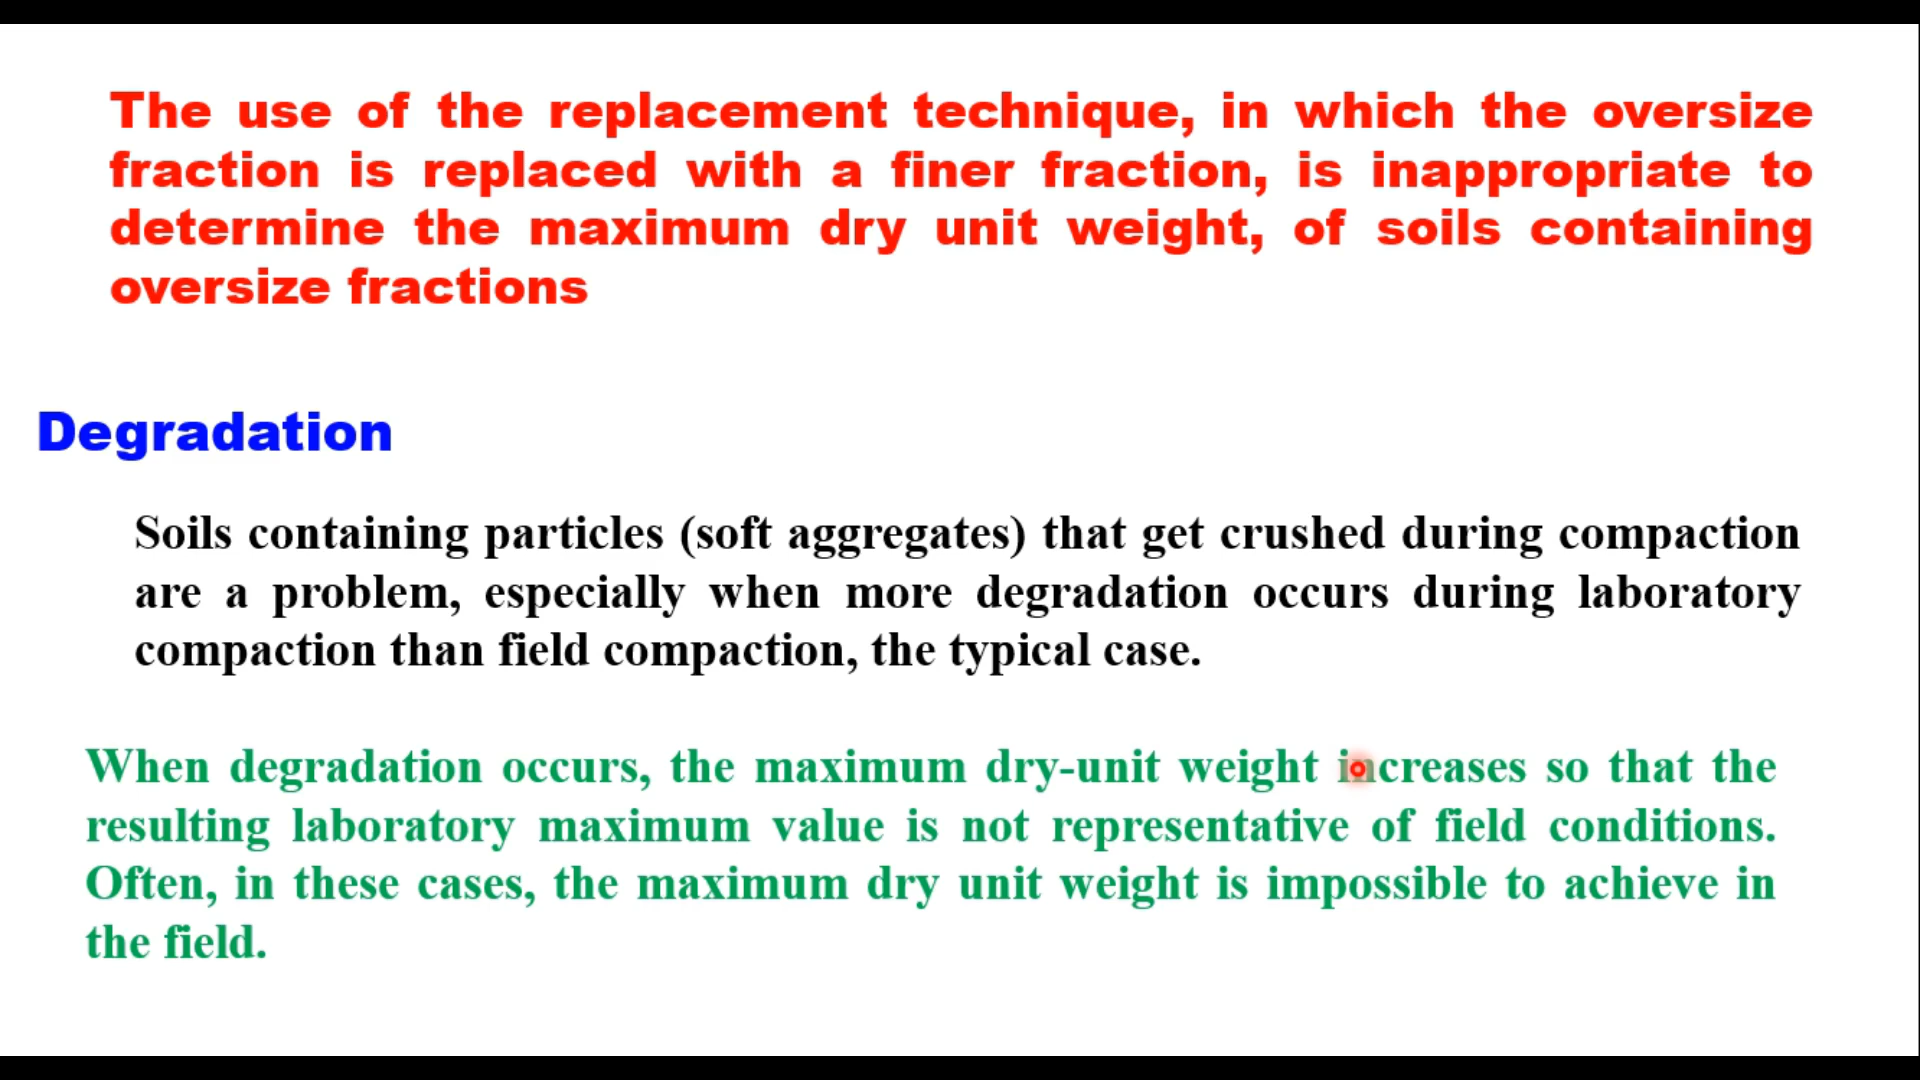 The use of the replacement technique, in which the oversize
fraction is replaced with a finer fraction, is inappropriate to
determine the maximum dry unit weight, of soils containing
oversize fractions
Degradation
Soils containing particles (soft aggregates) that get crushed during compaction
are a problem, especially when more degradation occurs during laboratory
compaction than field compaction, the typical case.
When degradation occurs, the maximum dry-unit weight increases so that the
resulting laboratory maximum value is not representative of field conditions.
Often, in these cases, the maximum dry unit weight is impossible to achieve in
the field.